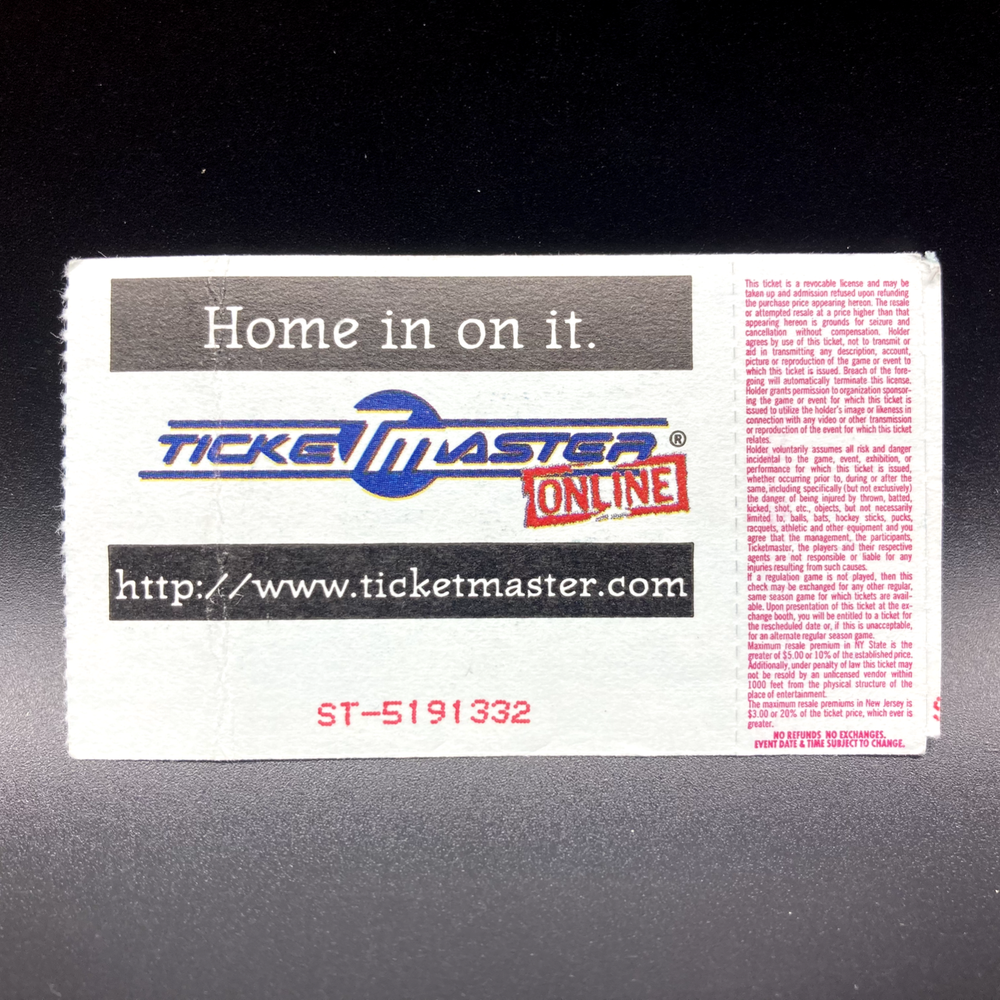 Home in on it.
TICKETMASTER ®
ONLINE
http://www.ticketmaster.com
ST-5191332
This ticket is a revocable license and may be
taken up and admission refused upon refunding
the purchase price appearing hereon. The resale
or attempted resale at a price higher than that
appearing hereon is grounds for seizure and
cancellation without compensation. Holder
agrees by use of this ticket, not to transmit or
aid in transmitting any description, account,
picture or reproduction of the game or event to
which this ticket is issued. Breach of the fore-
going will automatically terminate this license.
Holder grants permission to organization sponsor-
ing the game or event for which this ticket is
issued to utilize the holder's image or likeness in
connection with any video or other transmission
or reproduction of the event for which this ticket
relates.
Holder voluntarily assumes all risk and danger
incidental to the game, event, exhibition, or
performance for which this ticket is issued,
whether occurring prior to, during or after the
same, including specifically (but not exclusively)
the danger of being injured by thrown, batted,
kicked, shot, etc., objects, but not necessarily
limited to, balls, bats, hockey sticks, pucks,
racquets, athletic and other equipment and you
agree that the management, the participants,
Ticketmaster, the players and their respective
agents are not responsible or liable for any
injuries resulting from such causes.
If a regulation game is not played, then this
check may be exchanged for any other regular,
same season game for which tickets are avail-
able. Upon presentation of this ticket at the ex-
change booth, you will be entitled to a ticket for
the rescheduled date or, if this is unacceptable,
for an alternate regular season game.
Maximum resale premium in NY State is the
greater of $5.00 or 10% of the established price.
Additionally, under penalty of law this ticket may
not be resold by an unlicensed vendor within
1000 feet from the physical structure of the
place of entertainment.
The maximum resale premiums in New Jersey is
$3.00 or 20% of the ticket price, which ever is
greater.
NO REFUNDS NO EXCHANGES.
EVENT DATE & TIME SUBJECT TO CHANGE.